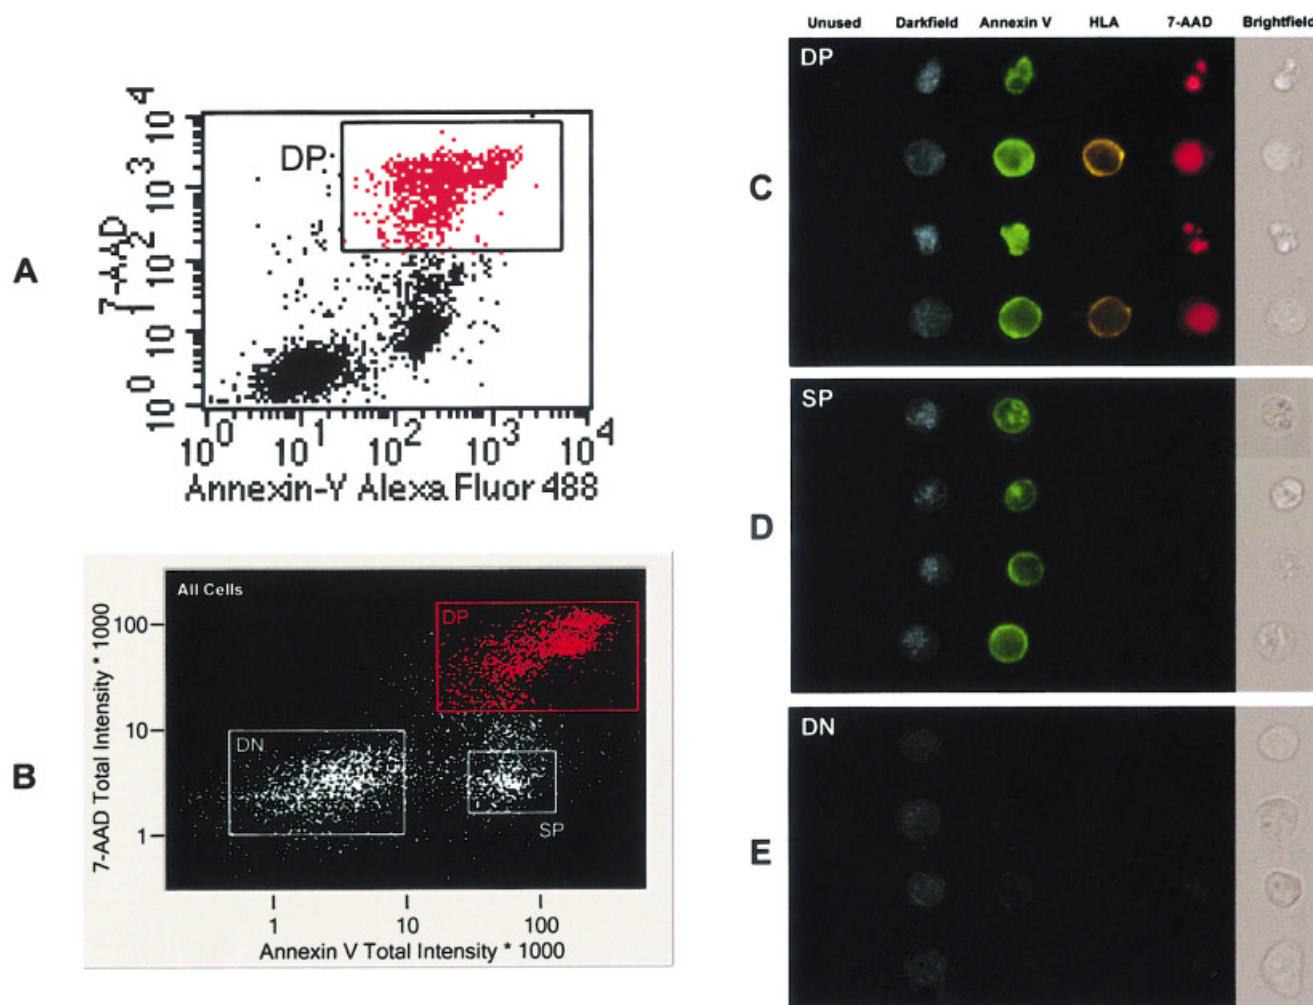 A
DP
7-AAD
10^0 10^1 10^2 10^3 10^4
10^0 10^1 10^2 10^3 10^4
Annexin-V Alexa Fluor 488
B
All Cells
DP
DN
SP
7-AAD Total Intensity * 1000
100
10
1
1 10 100
Annexin V Total Intensity * 1000
Unused Darkfield Annexin V HLA 7-AAD Brightfield
C
DP
D
SP
E
DN